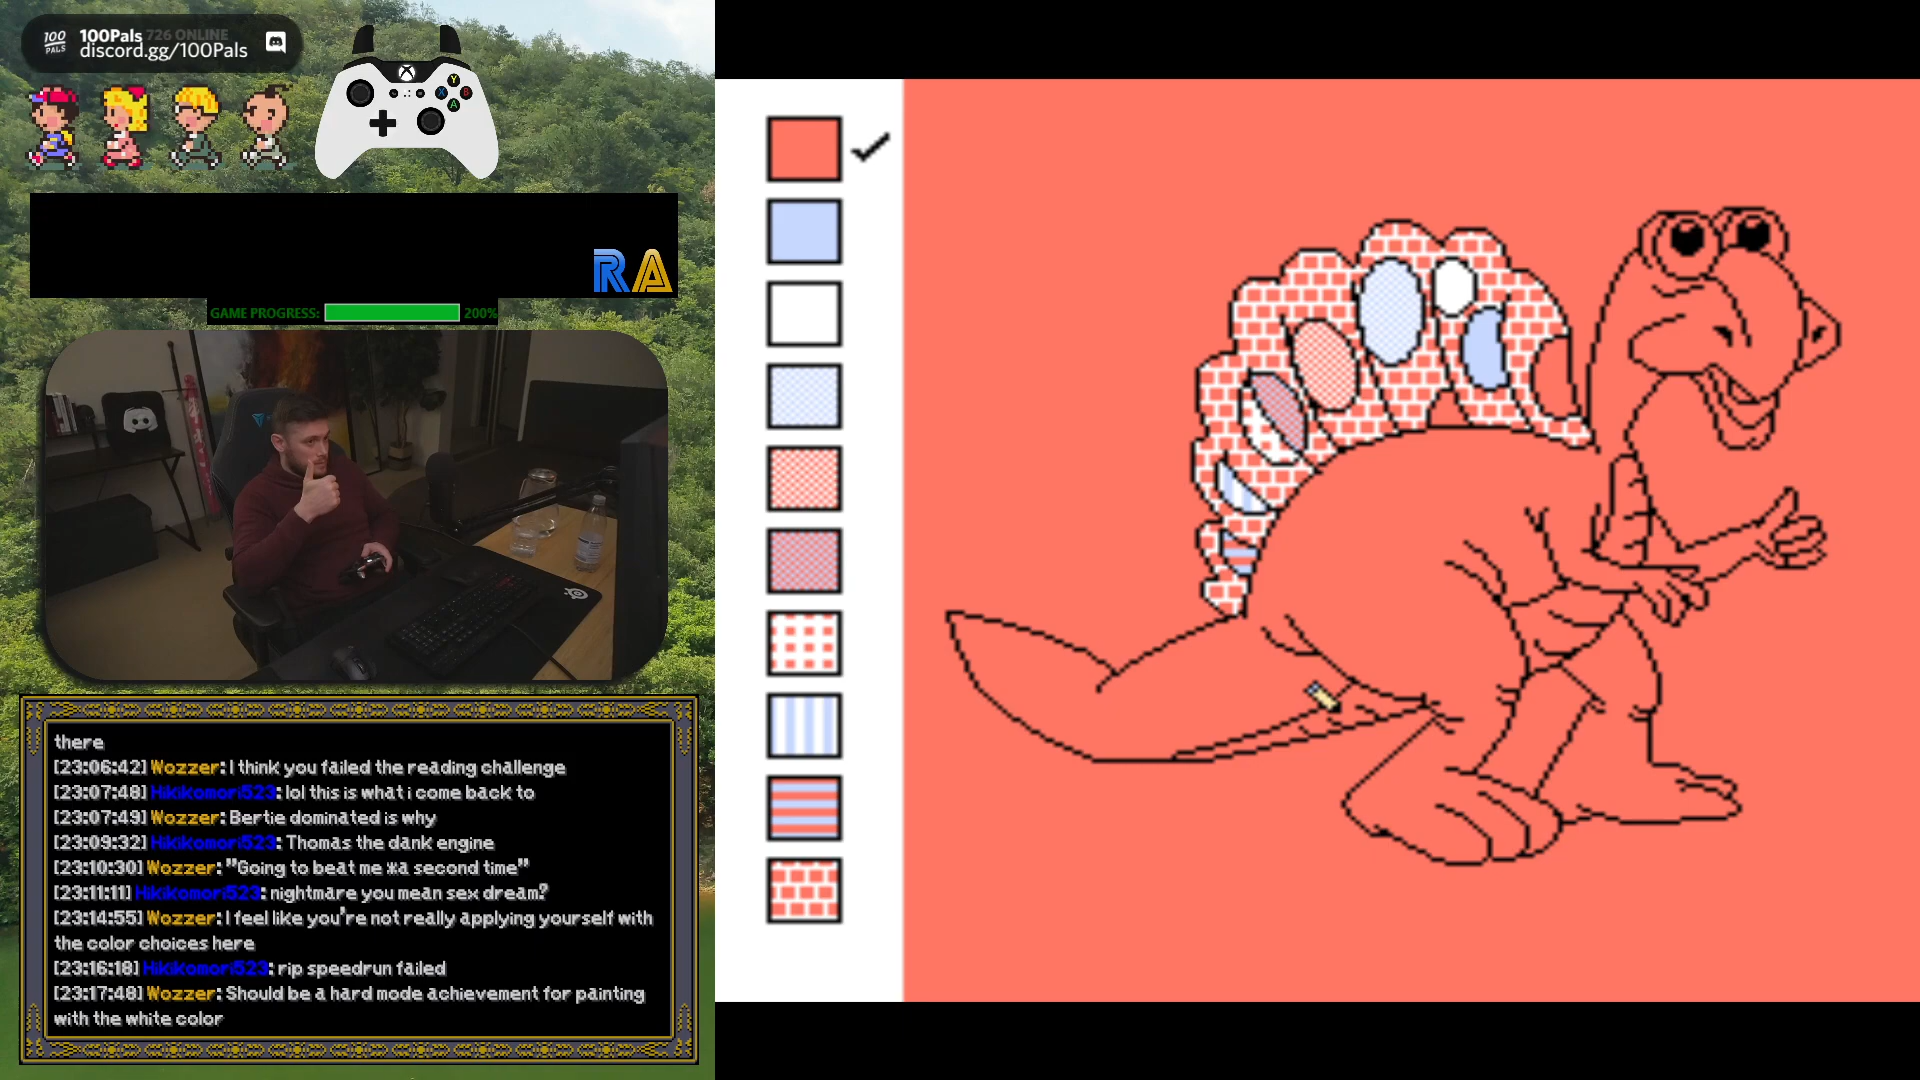 100
PALS
100Pals 726 ONLINE
discord.gg/100Pals
Y
X
B
A
RA
GAME PROGRESS: 200%
there
[23:06:42] Wozzer: I think you failed the reading challenge
[23:07:48] Hikikomori523: lol this is what i come back to
[23:07:49] Wozzer: Bertie dominated is why
[23:09:32] Hikikomori523: Thomas the dank engine
[23:10:30] Wozzer: "Going to beat me жa second time"
[23:11:11] Hikikomori523: nightmare you mean sex dream?
[23:14:55] Wozzer: I feel like you're not really applying yourself with
the color choices here
[23:16:18] Hikikomori523: rip speedrun failed
[23:17:48] Wozzer: Should be a hard mode achievement for painting
with the white color